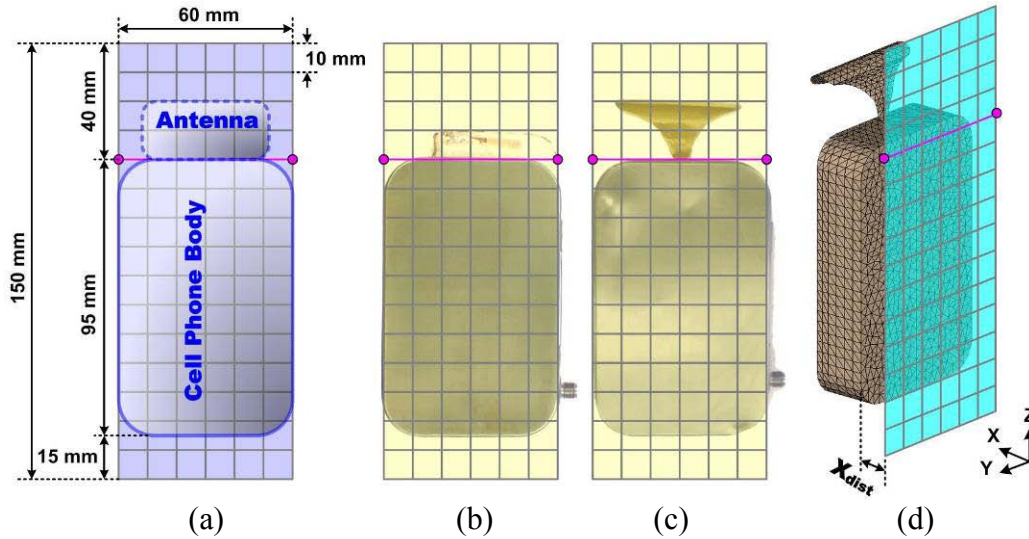 60 mm
10 mm
40 mm
Antenna
150 mm
95 mm
Cell Phone Body
15 mm
Xdist
Z
X
Y
(a)
(b)
(c)
(d)